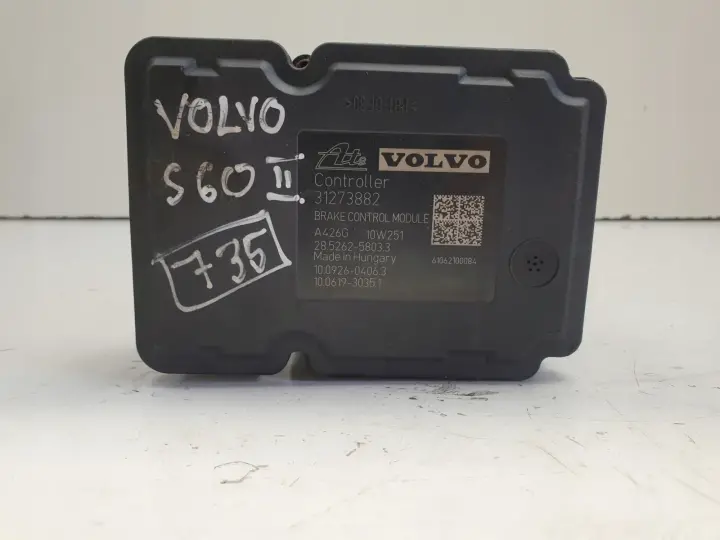 VOLVO
S60 II
735
Ate VOLVO
Controller
31273882
BRAKE CONTROL MODULE
A426G 10W251
28.5262-5803.3
Made in Hungary
61062100084
10.0926-0406.3
10.0619-3035.1